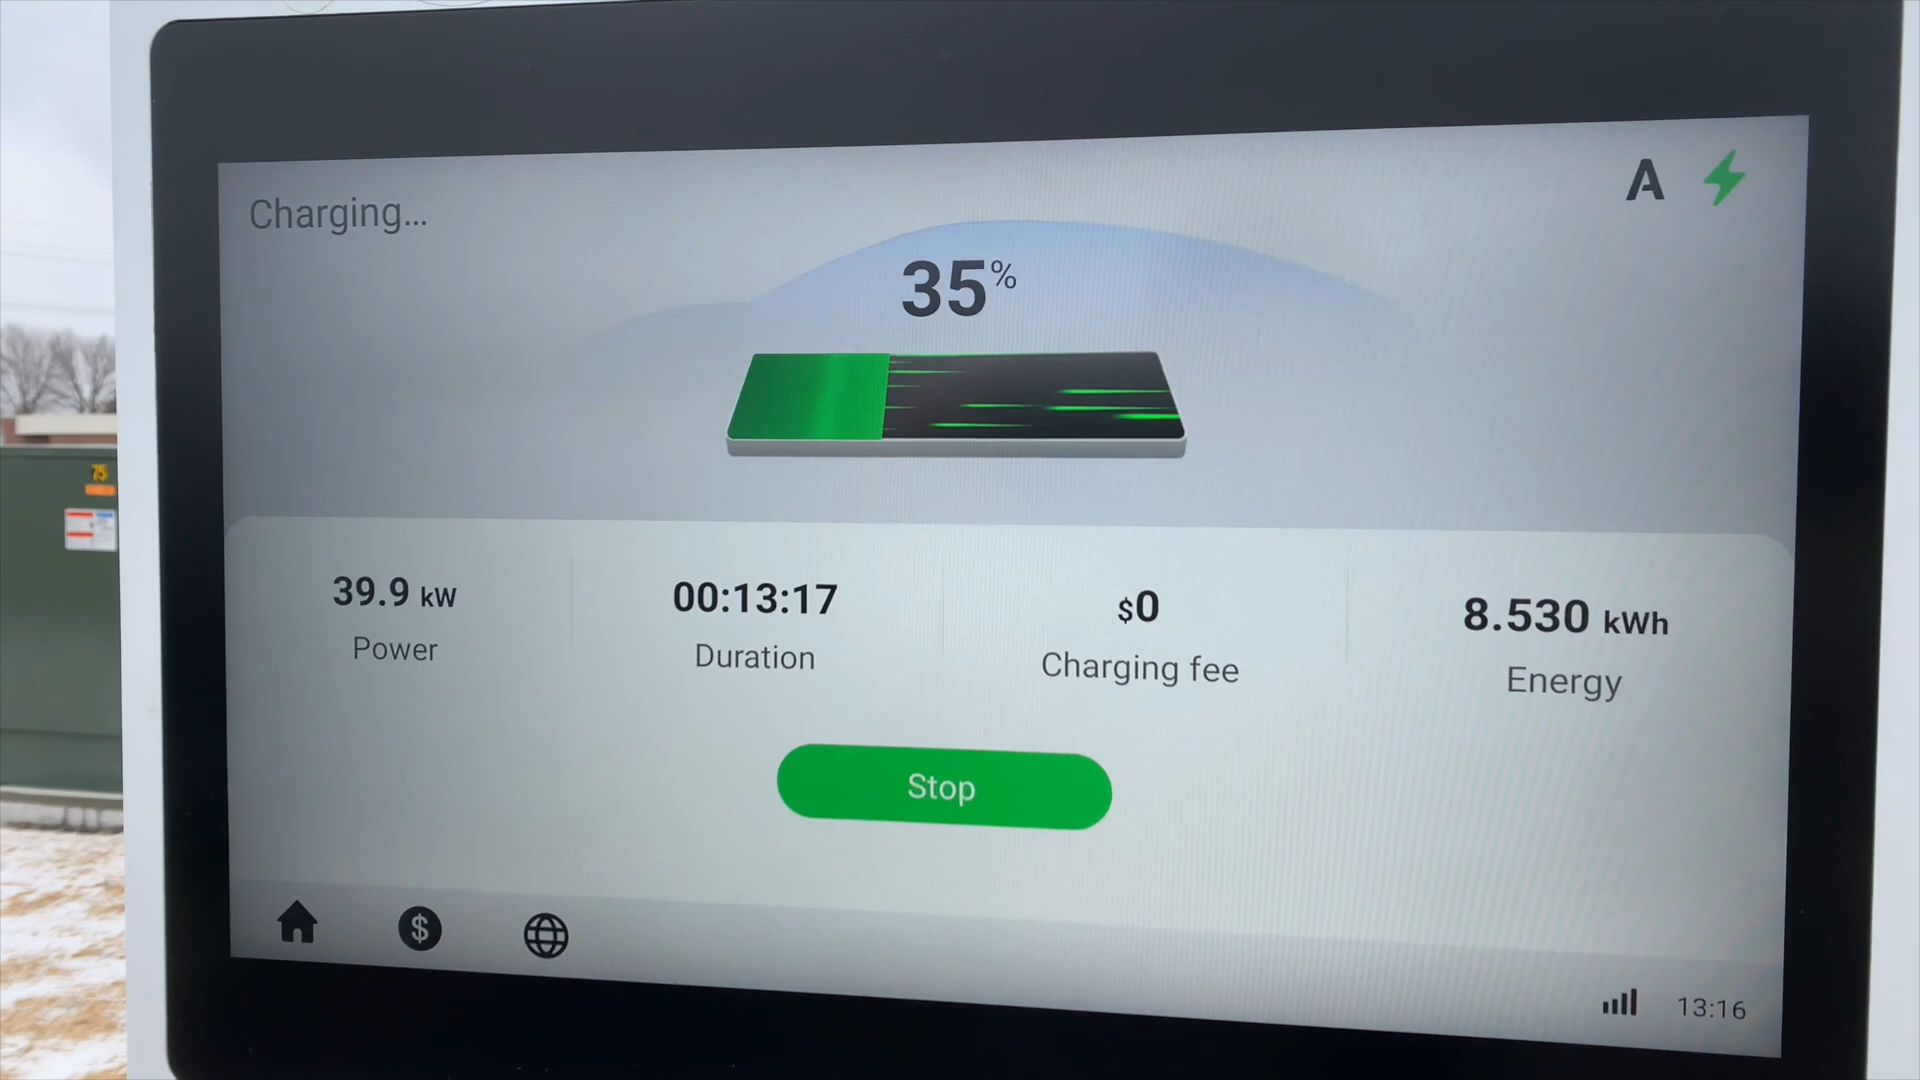 Charging...
A
35%
39.9 kW
Power
00:13:17
Duration
$0
Charging fee
8.530 kWh
Energy
Stop
$
13:16
75